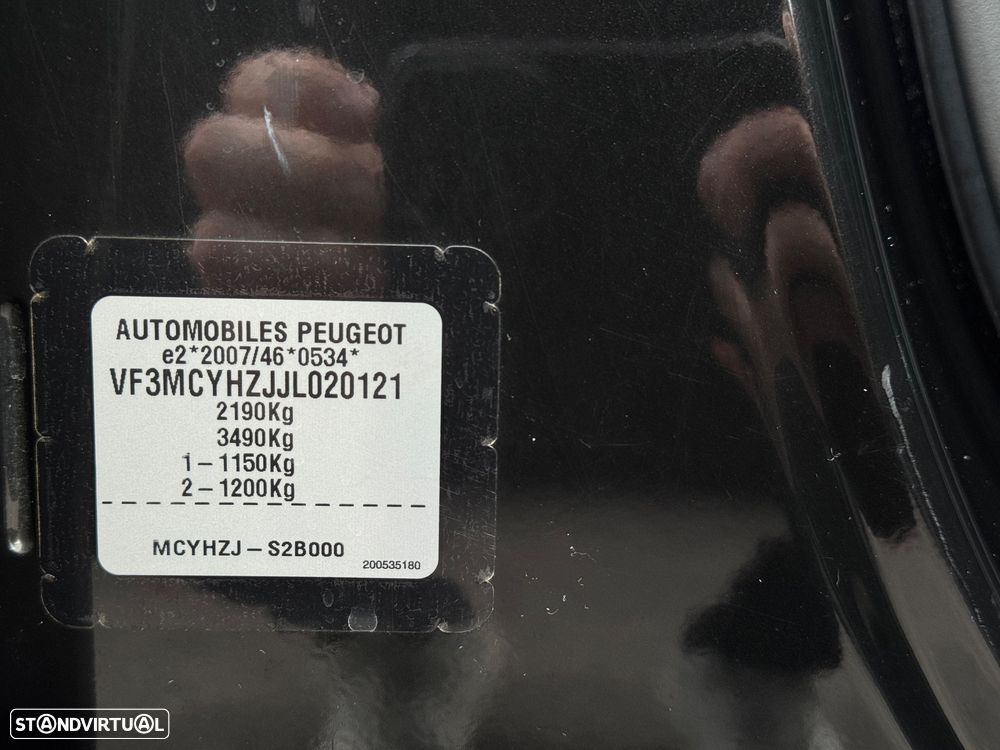 AUTOMOBILES PEUGEOT
e2*2007/46*0534*
VF3MCYHZJJL020121
2190Kg
3490Kg
1-1150Kg
2-1200Kg
MCYHZJ-S2B000
200535180
STANDVIRTUAL